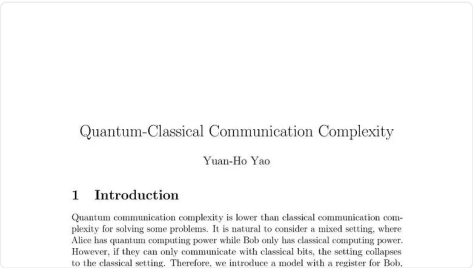 Quantum-Classical Communication Complexity
Yuan-Ho Yao
1 Introduction
Quantum communication complexity is lower than classical communication com-
plexity for solving some problems. It is natural to consider a mixed setting, where
Alice has quantum computing power while Bob only has classical computing power.
However, if they can only communicate with classical bits, the setting collapses
to the classical setting. Therefore, we introduce a model with a register for Bob,